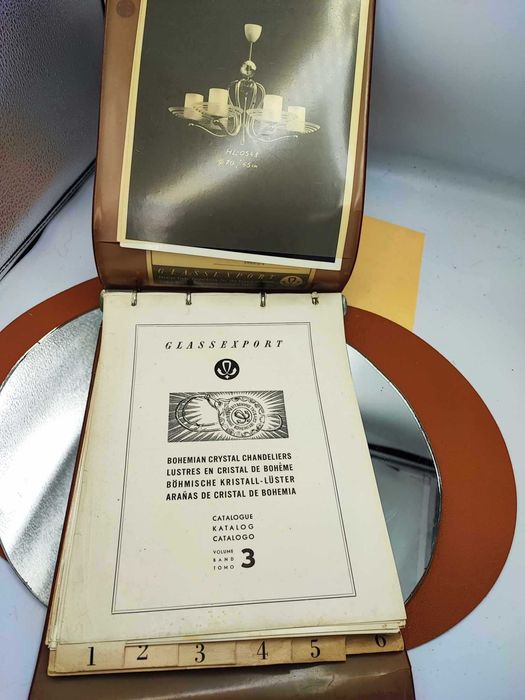 GLASSEXPORT
GLASSEXPORT
BOHEMIAN CRYSTAL CHANDELIERS
LUSTRES EN CRISTAL DE BOHÊME
BÖHMISCHE KRISTALL-LÜSTER
ARAÑAS DE CRISTAL DE BOHEMIA
CATALOGUE
KATALOG
CATALOGO
VOLUME
BAND
TOMO
3
1 2 3 4 5 6